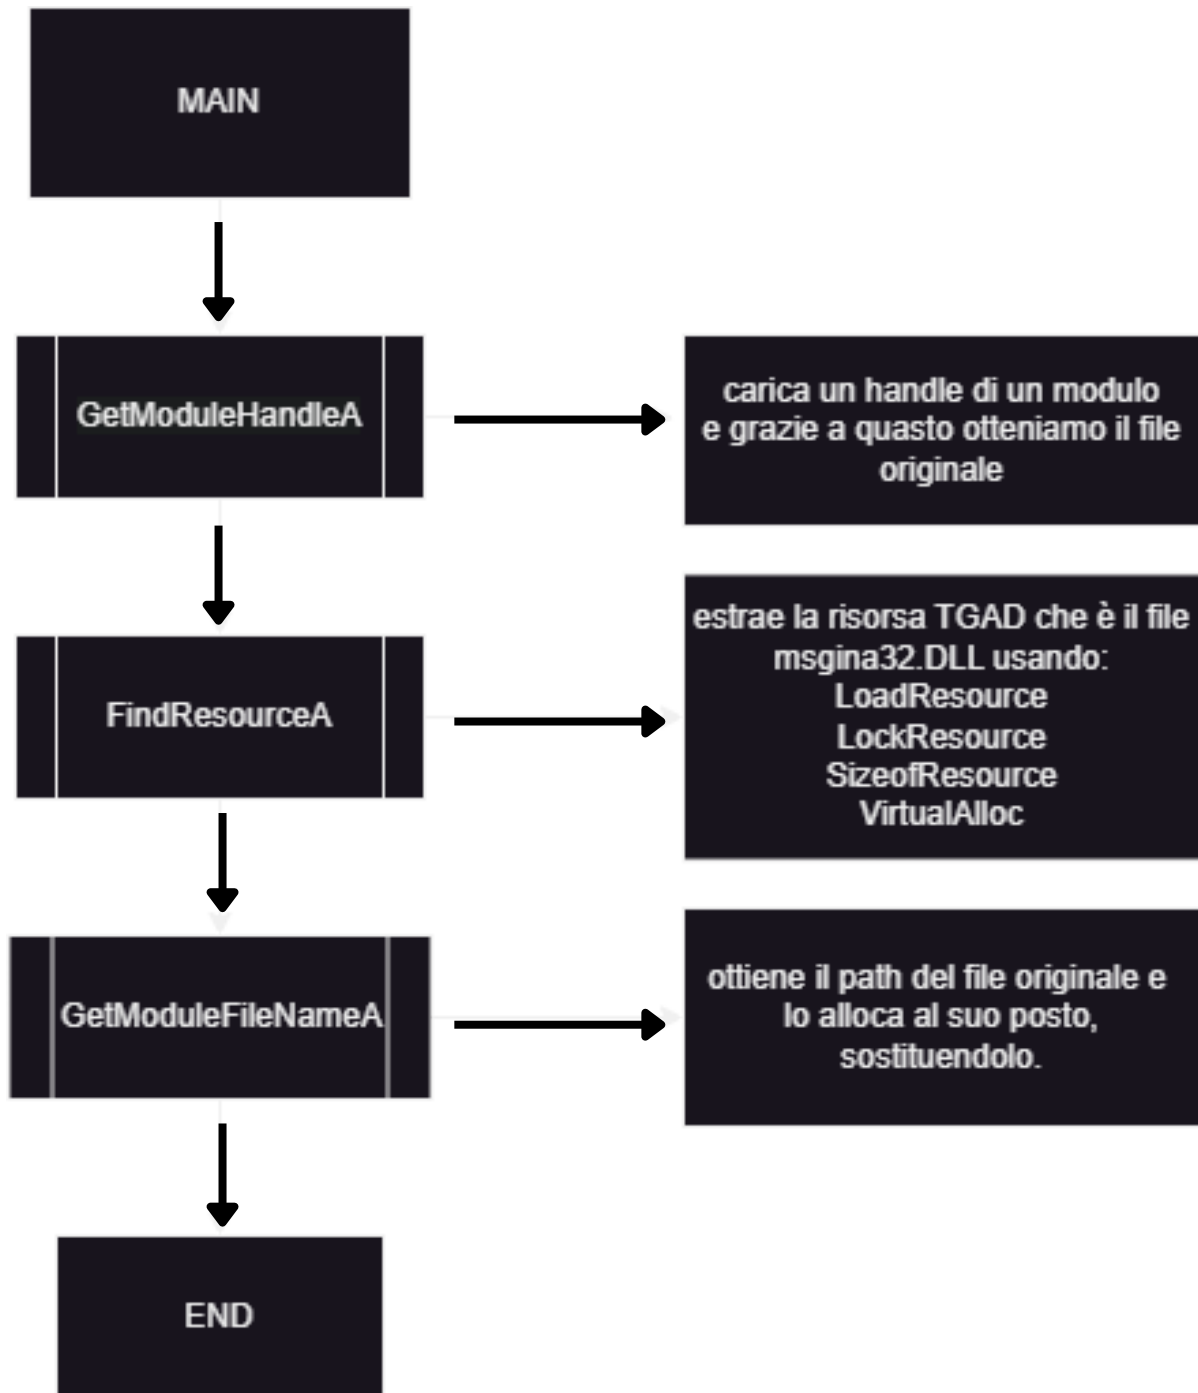 MAIN
GetModuleHandleA
carica un handle di un modulo
e grazie a quasto otteniamo il file
originale
FindResourceA
estrae la risorsa TGAD che è il file
msgina32.DLL usando:
LoadResource
LockResource
SizeofResource
VirtualAlloc
GetModuleFileNameA
ottiene il path del file originale e
lo alloca al suo posto,
sostituendolo.
END